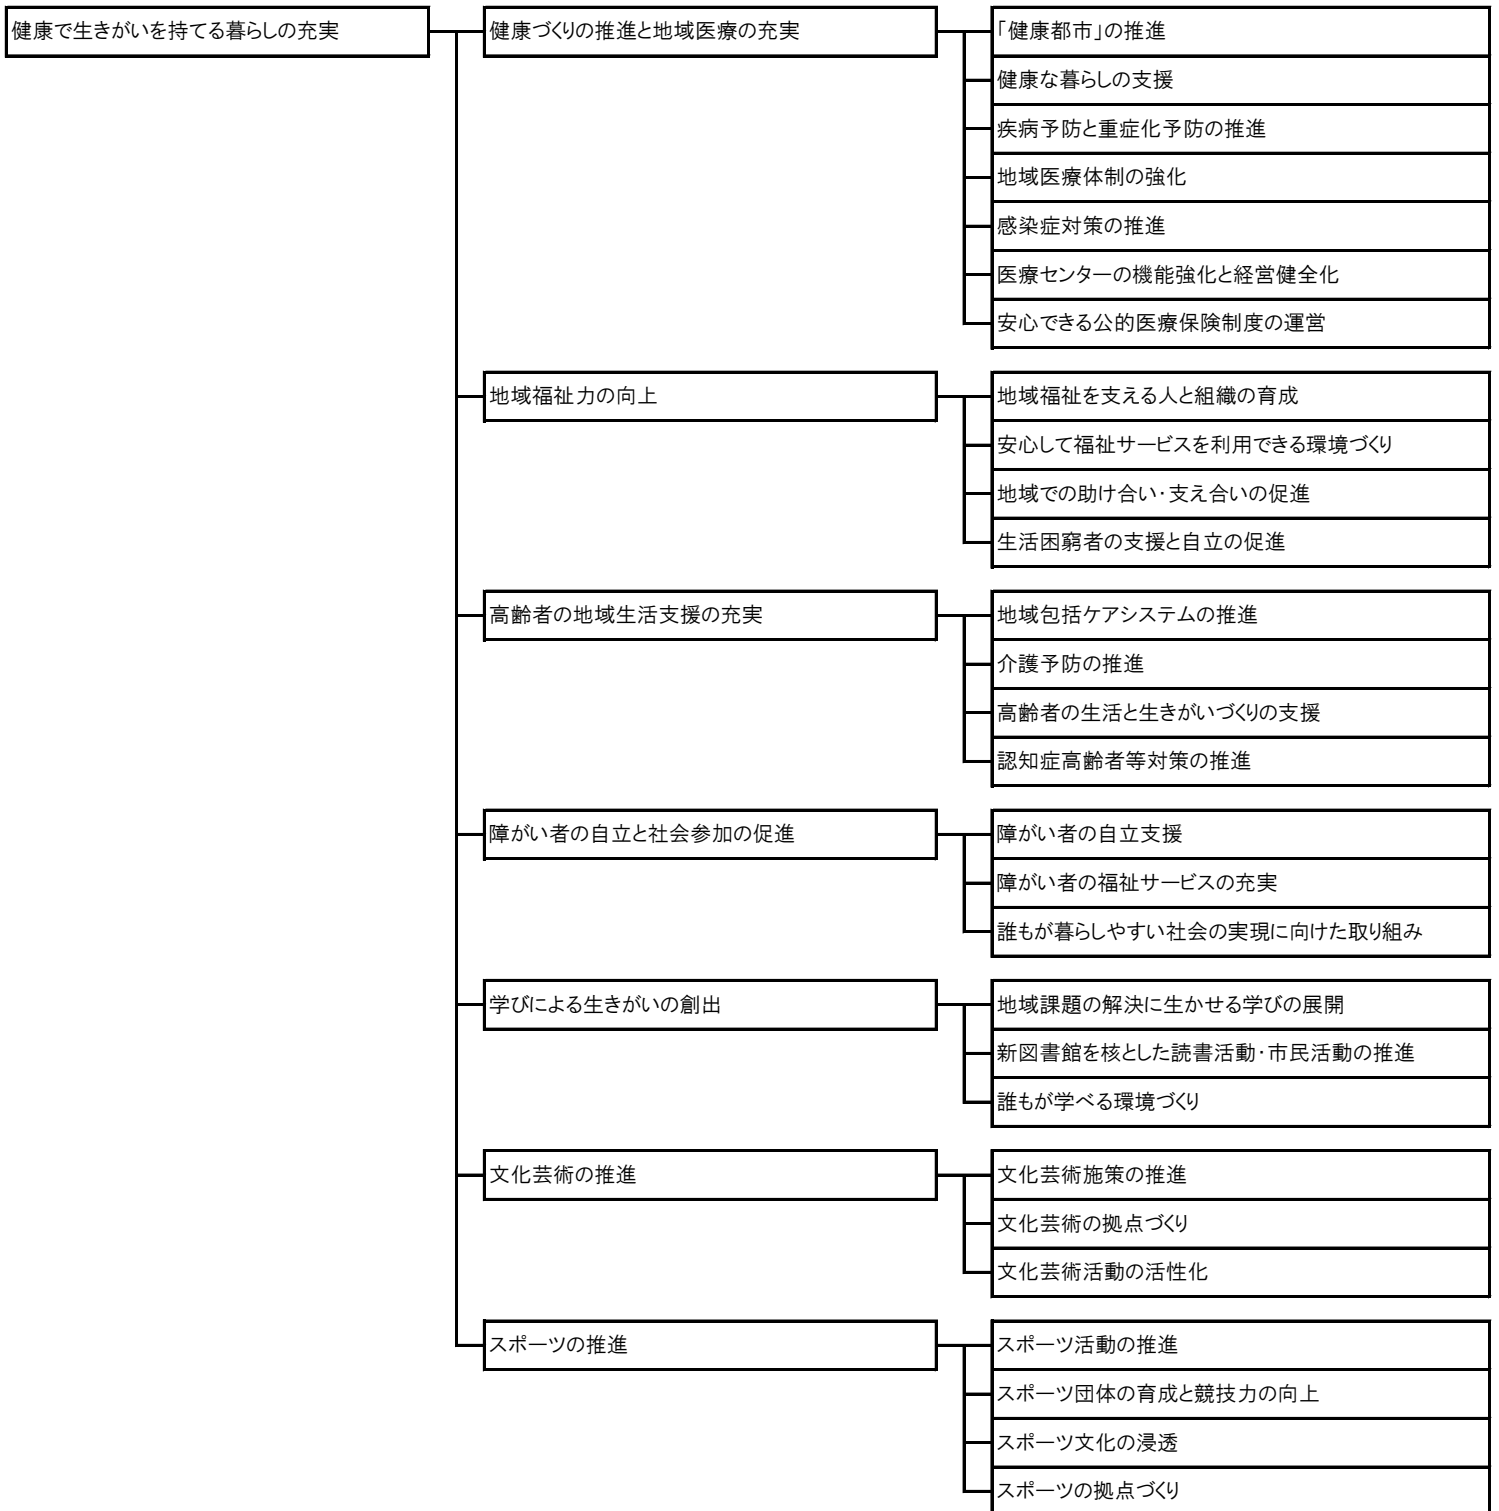 健康で生きがいを持てる暮らしの充実
健康づくりの推進と地域医療の充実
「健康都市」の推進
健康な暮らしの支援
疾病予防と重症化予防の推進
地域医療体制の強化
感染症対策の推進
医療センターの機能強化と経営健全化
安心できる公的医療保険制度の運営
地域福祉力の向上
地域福祉を支える人と組織の育成
安心して福祉サービスを利用できる環境づくり
地域での助け合い・支え合いの促進
生活困窮者の支援と自立の促進
高齢者の地域生活支援の充実
地域包括ケアシステムの推進
介護予防の推進
高齢者の生活と生きがいづくりの支援
認知症高齢者等対策の推進
障がい者の自立と社会参加の促進
障がい者の自立支援
障がい者の福祉サービスの充実
誰もが暮らしやすい社会の実現に向けた取り組み
学びによる生きがいの創出
地域課題の解決に生かせる学びの展開
新図書館を核とした読書活動・市民活動の推進
誰もが学べる環境づくり
文化芸術の推進
文化芸術施策の推進
文化芸術の拠点づくり
文化芸術活動の活性化
スポーツの推進
スポーツ活動の推進
スポーツ団体の育成と競技力の向上
スポーツ文化の浸透
スポーツの拠点づくり